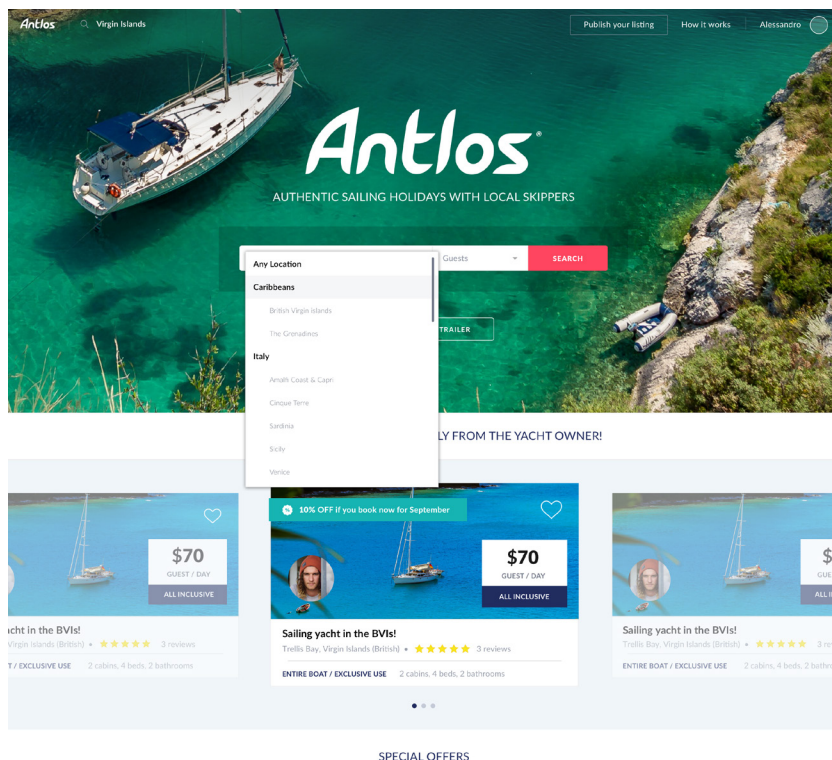 Antlos
Virgin Islands
Publish your listing
How it works
Alessandro
Antlos®
AUTHENTIC SAILING HOLIDAYS WITH LOCAL SKIPPERS
Guests
SEARCH
Any Location
Caribbeans
British Virgin Islands
The Grenadines
Italy
Amalfi Coast & Capri
Cinque Terre
Sardinia
Sicily
Venice
TRAILER
LY FROM THE YACHT OWNER!
$70
GUEST / DAY
ALL INCLUSIVE
acht in the BVIs!
Virgin Islands (British) • ★★★★★ 3 reviews
T / EXCLUSIVE USE 2 cabins, 4 beds, 2 bathrooms
10% OFF if you book now for September
$70
GUEST / DAY
ALL INCLUSIVE
Sailing yacht in the BVIs!
Trellis Bay, Virgin Islands (British) • ★★★★★ 3 reviews
ENTIRE BOAT / EXCLUSIVE USE 2 cabins, 4 beds, 2 bathrooms
$
GUE
ALL I
Sailing yacht in the BVIs!
Trellis Bay, Virgin Islands (British) • ★★★★★ 3 re
ENTIRE BOAT / EXCLUSIVE USE 2 cabins, 4 beds, 2 bathro
SPECIAL OFFERS